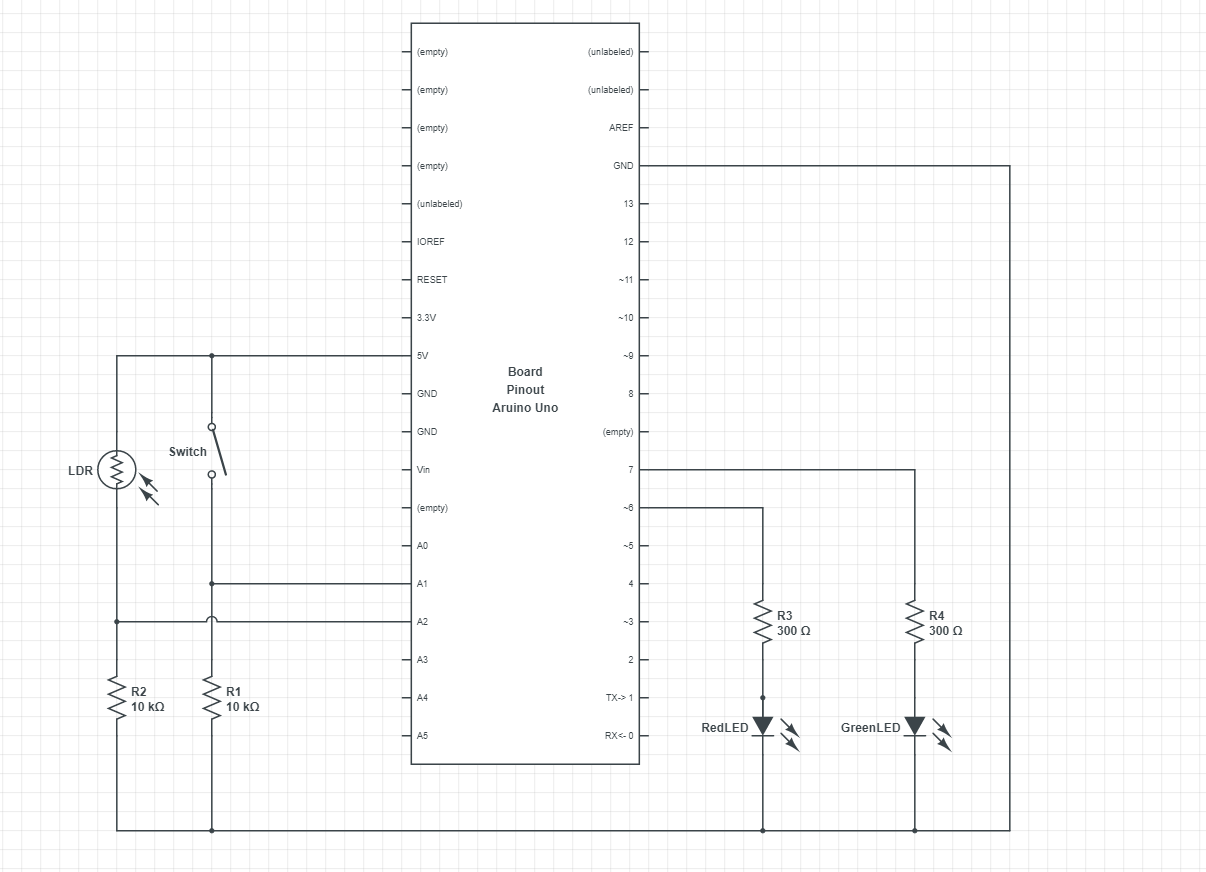 (empty)
(empty)
(empty)
(empty)
(unlabeled)
IOREF
RESET
3.3V
5V
GND
GND
Vin
(empty)
A0
A1
A2
A3
A4
A5
(unlabeled)
(unlabeled)
AREF
GND
13
12
~11
~10
~9
8
(empty)
7
~6
~5
4
~3
2
TX-> 1
RX<- 0
Board
Pinout
Aruino Uno
LDR
Switch
R2
10 kΩ
R1
10 kΩ
R3
300 Ω
R4
300 Ω
RedLED
GreenLED